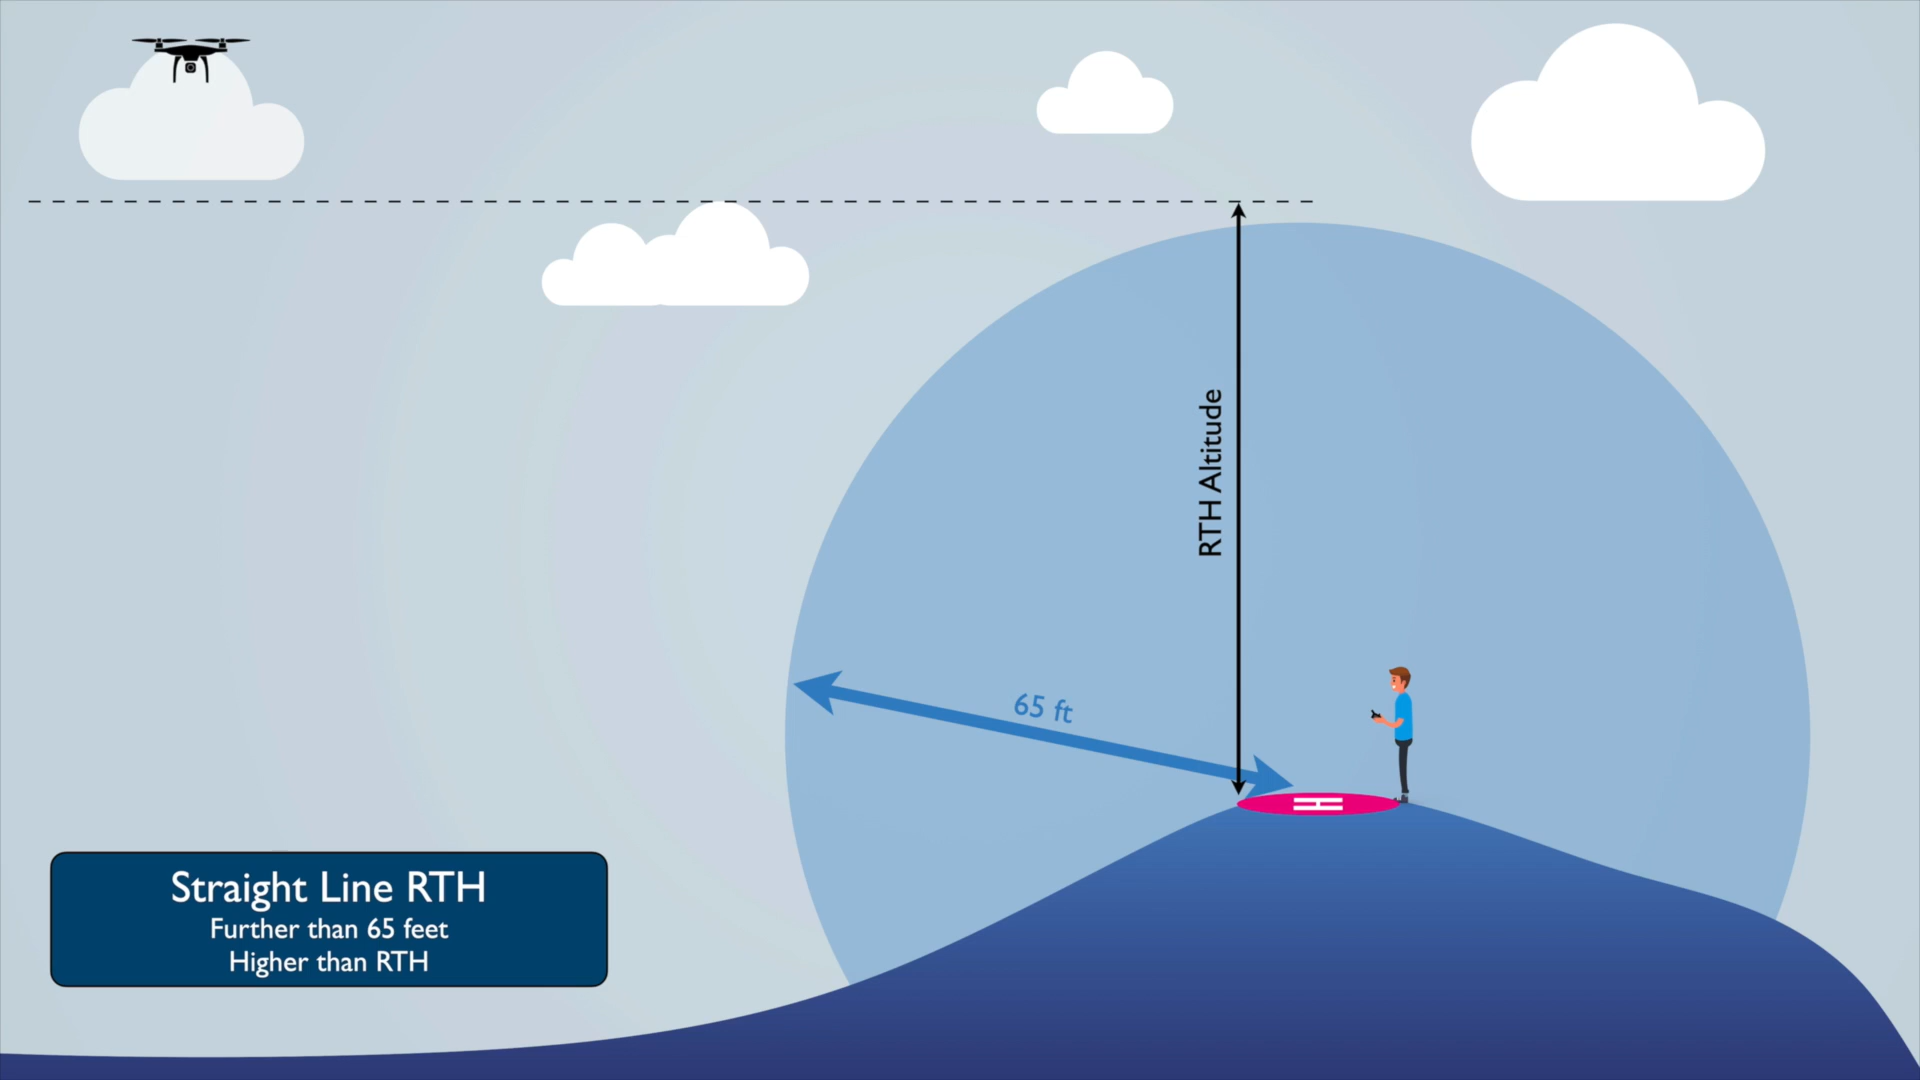 RTH Altitude
65 ft
H
Straight Line RTH
Further than 65 feet
Higher than RTH